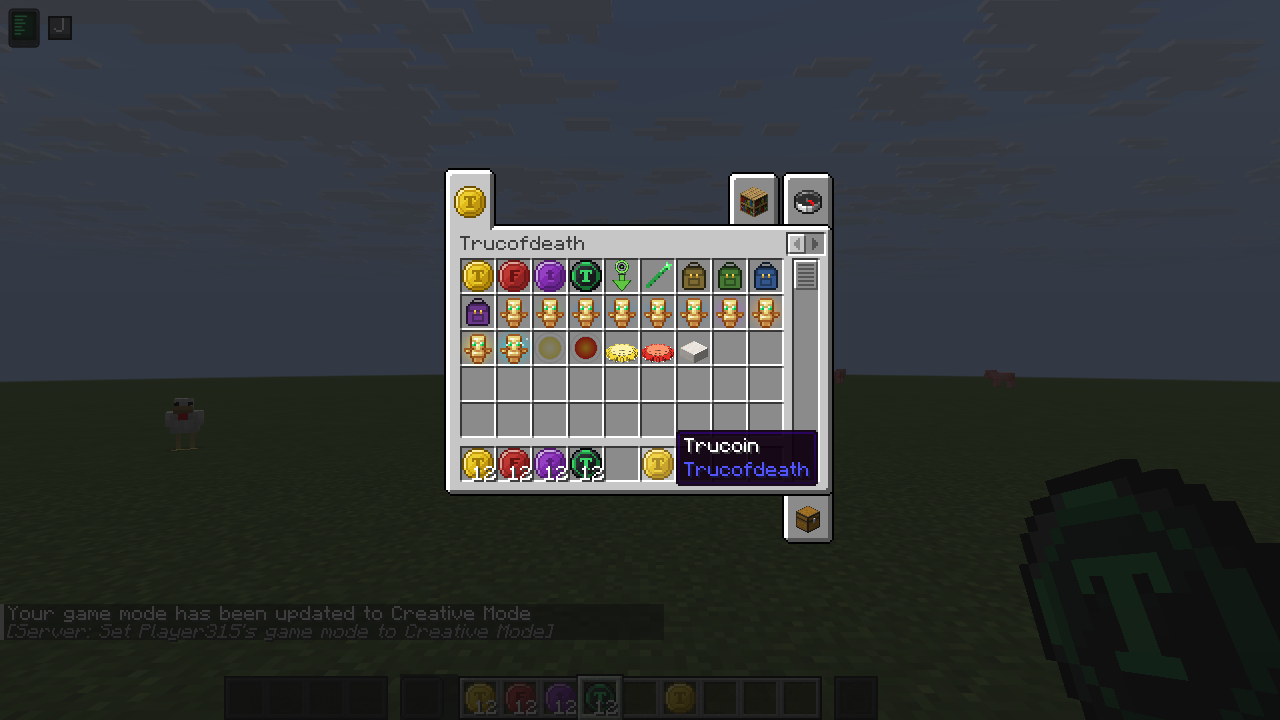 J
Trucofdeath
T F T T
12 12 12 12 T
Trucoin
Trucofdeath
Your game mode has been updated to Creative Mode
[Server: Set Player315's game mode to Creative Mode]
T
12 12 12 12